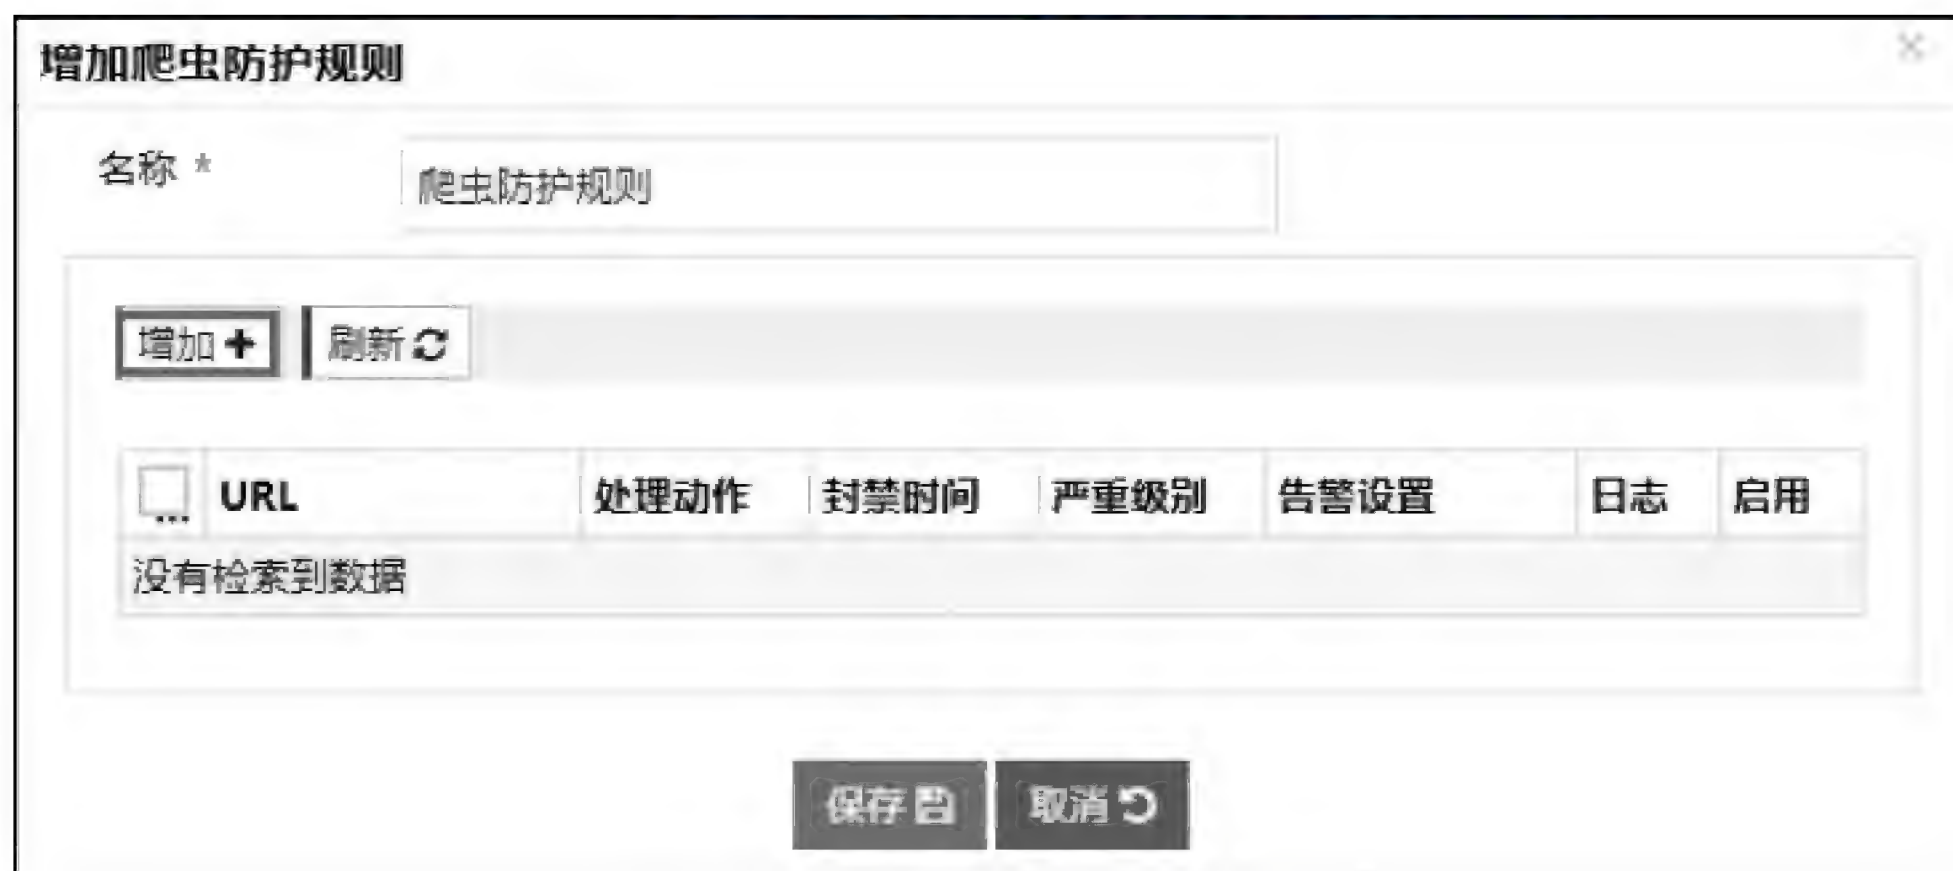 增加爬虫防护规则
名称 *
爬虫防护规则
增加 刷新
URL 处理动作 封禁时间 严重级别 告警设置 日志 启用
没有检索到数据
保存 取消